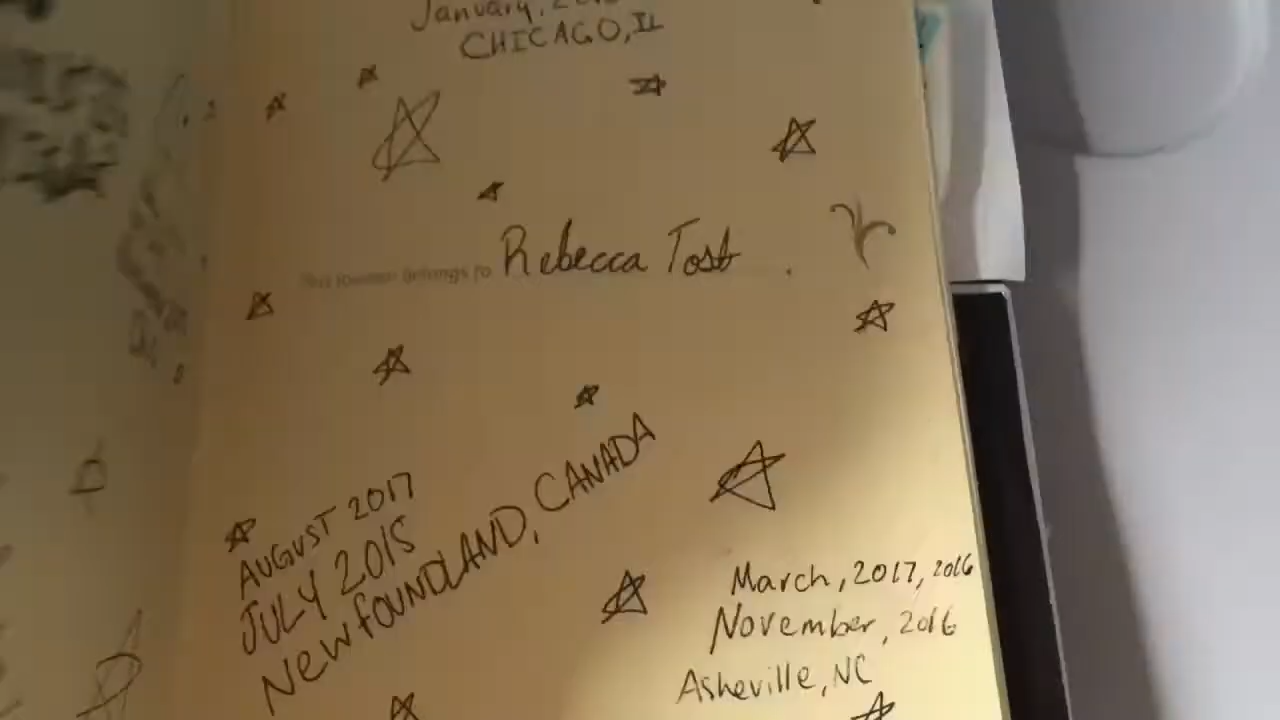 January,
CHICAGO, IL
This journal belongs to Rebecca Tost .
AUGUST 2017
JULY 2015
NEWFOUNDLAND, CANADA
March, 2017, 2016
November, 2016
Asheville, NC